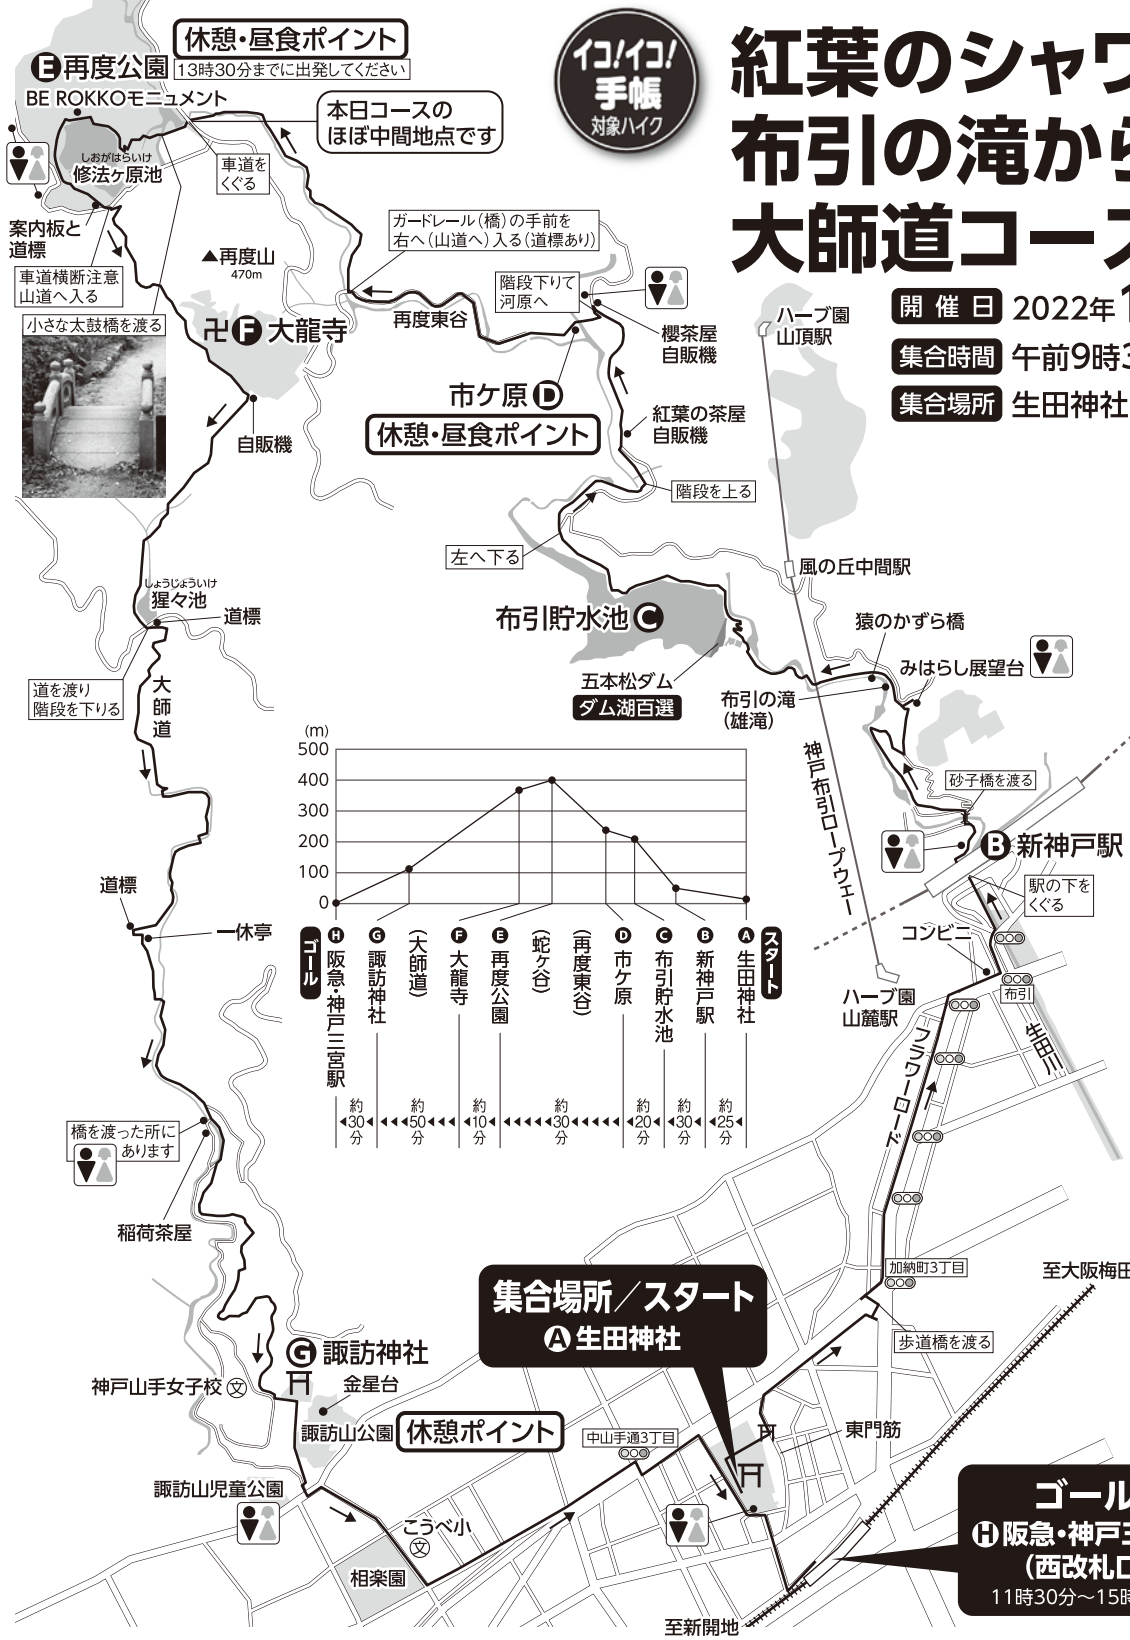 休憩・昼食ポイント
E再度公園
13時30分までに出発してください
BE ROKKOモニュメント
本日コースの
ほぼ中間地点です
イコ!イコ!
手帳
対象ハイク
紅葉のシャワ
布引の滝から
大師道コース
開催日 2022年1
集合時間 午前9時3
集合場所 生田神社
しおがはらいけ
修法ヶ原池
車道を
くぐる
案内板と
道標
車道横断注意
山道へ入る
小さな太鼓橋を渡る
▲再度山
470m
卍F大龍寺
自販機
ガードレール(橋)の手前を
右へ(山道へ)入る(道標あり)
再度東谷
階段下りて
河原へ
櫻茶屋
自販機
市ケ原D
休憩・昼食ポイント
紅葉の茶屋
自販機
階段を上る
左へ下る
ハーブ園
山頂駅
風の丘中間駅
布引貯水池C
五本松ダム
ダム湖百選
猿のかずら橋
みはらし展望台
布引の滝
(雄滝)
神戸布引ロープウェー
砂子橋を渡る
B新神戸駅
駅の下を
くぐる
コンビニ
布引
ハーブ園
山麓駅
生田川
フラワーロード
しょうじょういけ
猩々池
道標
道を渡り
階段を下りる
大師道
道標
一休亭
橋を渡った所に
あります
稲荷茶屋
(m)
500
400
300
200
100
0
ゴール
H阪急・神戸三宮駅
G諏訪神社
(大師道)
F大龍寺
E再度公園
(蛇ヶ谷)
(再度東谷)
D市ケ原
C布引貯水池
B新神戸駅
A生田神社
スタート
約30分
約50分
約10分
約30分
約20分
約30分
約25分
集合場所/スタート
A生田神社
加納町3丁目
至大阪梅田
歩道橋を渡る
G諏訪神社
金星台
神戸山手女子校文
諏訪山公園
休憩ポイント
中山手通3丁目
東門筋
諏訪山児童公園
こうべ小
文
相楽園
ゴール
H阪急・神戸三
(西改札口
11時30分〜15時
至新開地